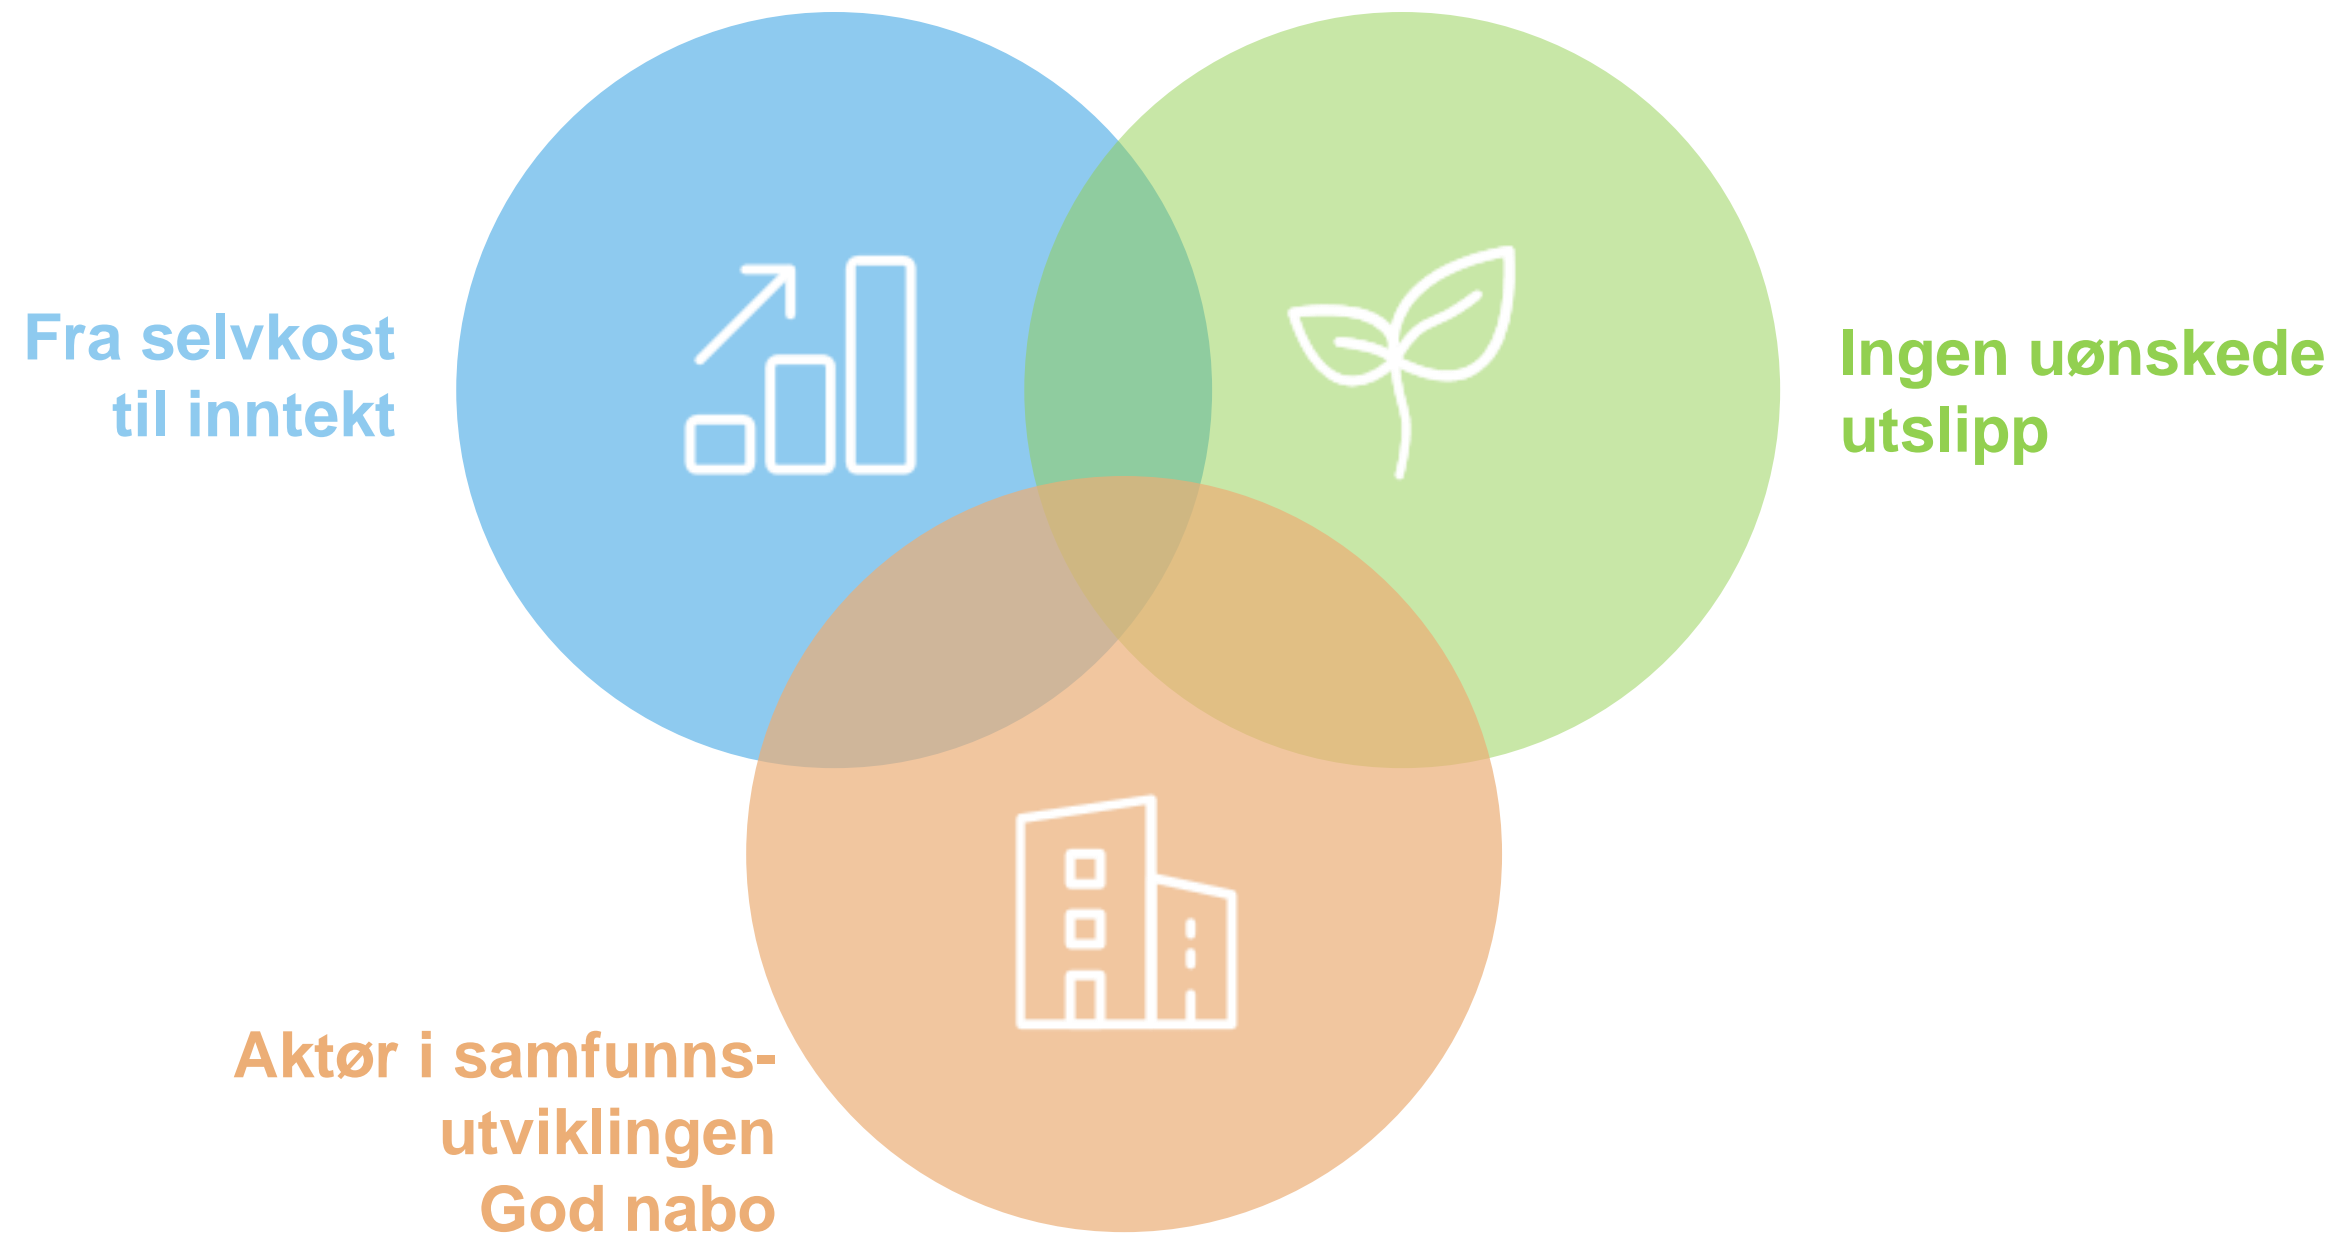 Fra selvkost
til inntekt
Ingen uønskede
utslipp
Aktør i samfunns-
utviklingen
God nabo